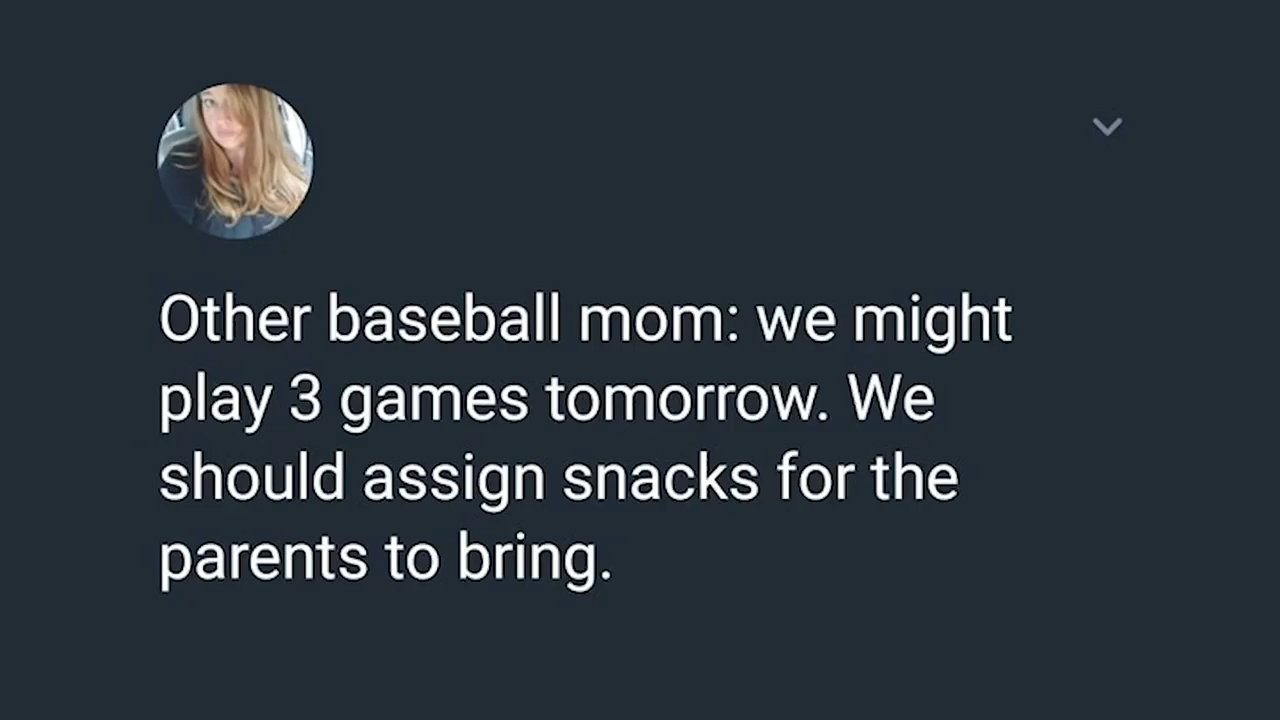 Other baseball mom: we might
play 3 games tomorrow. We
should assign snacks for the
parents to bring.